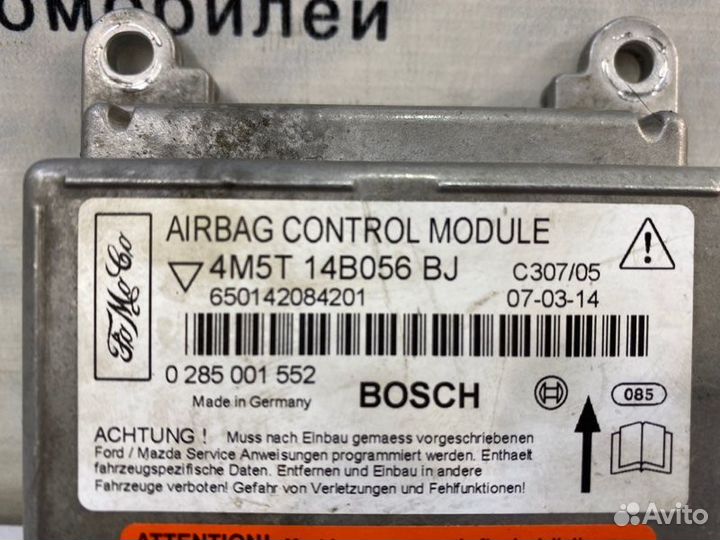 омобилей
FoMoCo
AIRBAG CONTROL MODULE
4M5T 14B056 BJ
C307/05
650142084201
07-03-14
0 285 001 552
BOSCH
085
Made in Germany
ACHTUNG ! Muss nach Einbau gemaess vorgeschriebenen
Ford / Mazda Service Anweisungen programmiert werden. Enthaelt
fahrzeugspezifische Daten. Entfernen und Einbau in andere
Fahrzeuge verboten! Gefahr von Verletzungen und Fehlfunktionen!
ATTENTION!
Avito